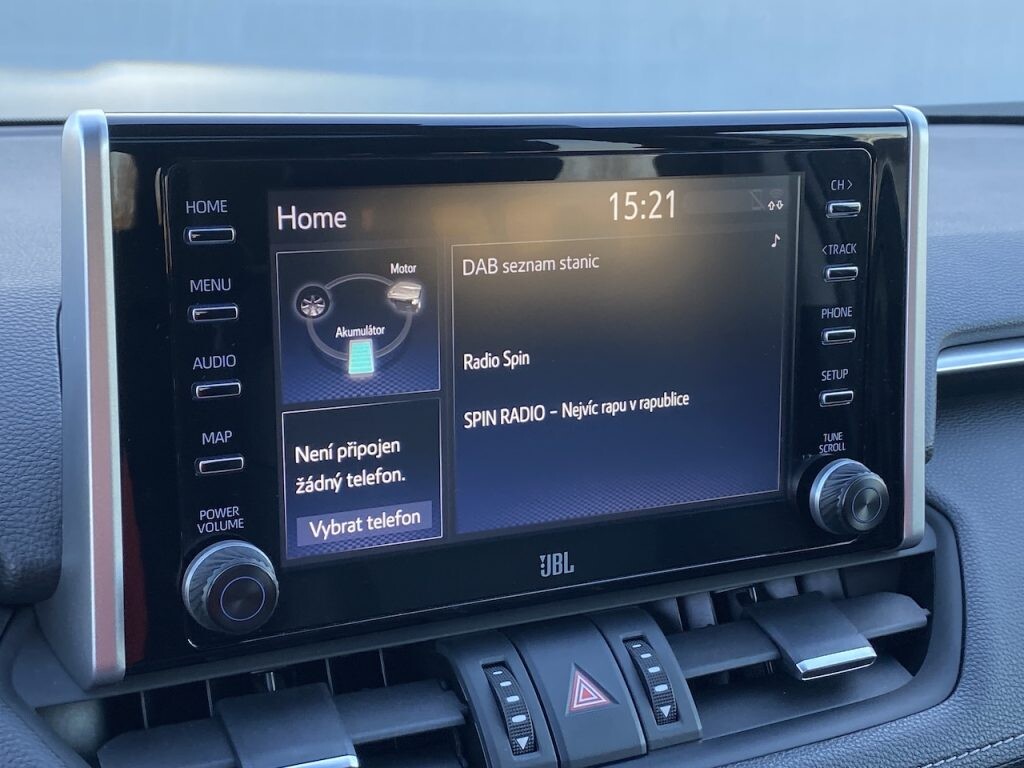 HOME
MENU
AUDIO
MAP
POWER
VOLUME
Home
15:21
Motor
Akumulátor
Není připojen
žádný telefon.
Vybrat telefon
DAB seznam stanic
Radio Spin
SPIN RADIO – Nejvíc rapu v rapublice
CH >
< TRACK
PHONE
SETUP
TUNE
SCROLL
JBL